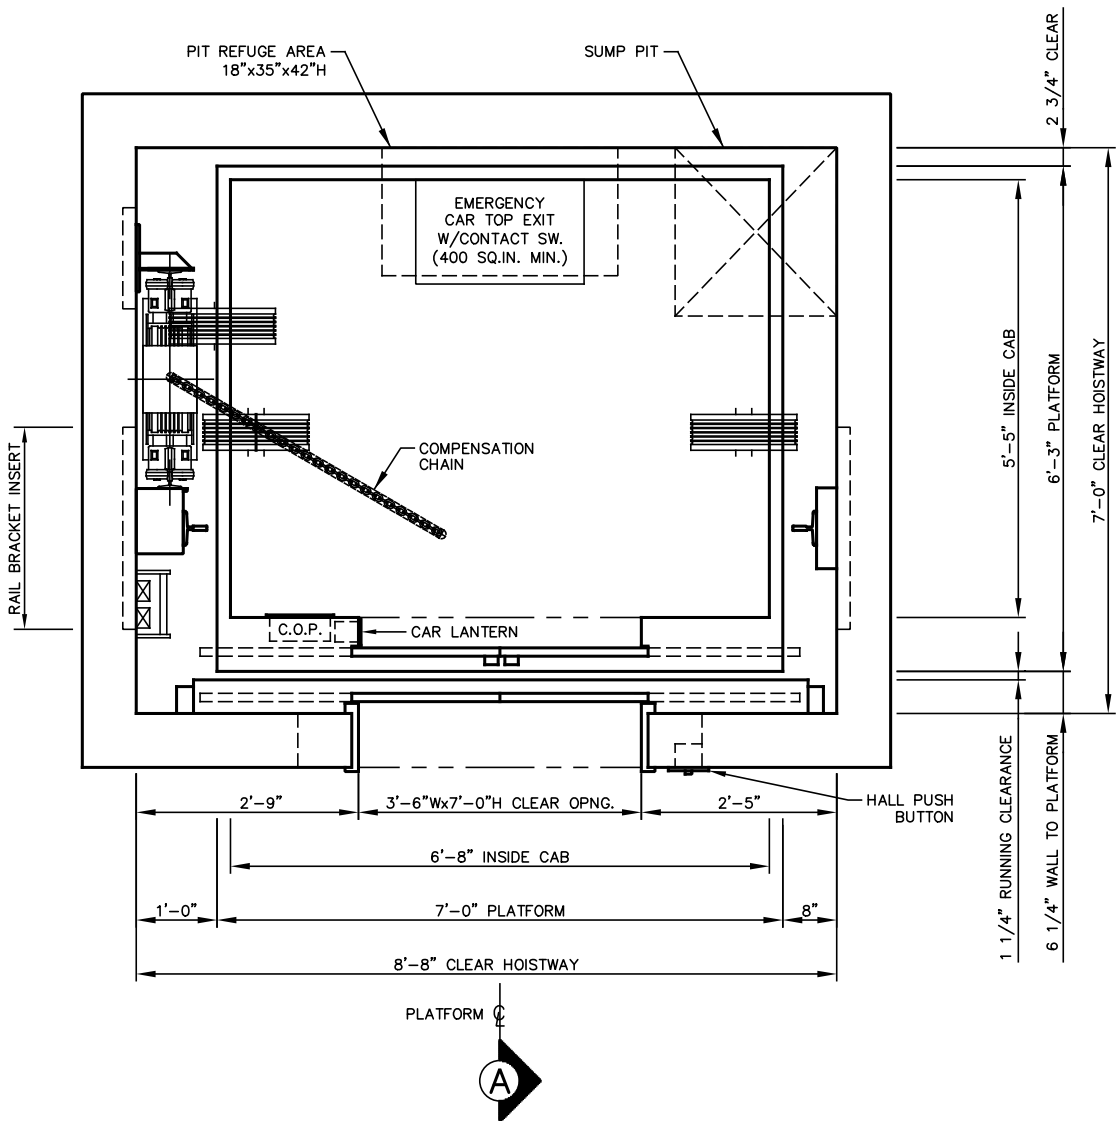 PIT REFUGE AREA
18”x35”x42”H
SUMP PIT
2 3/4” CLEAR
EMERGENCY
CAR TOP EXIT
W/CONTACT SW.
(400 SQ.IN. MIN.)
5’-5” INSIDE CAB
6’-3” PLATFORM
7’-0” CLEAR HOISTWAY
RAIL BRACKET INSERT
COMPENSATION
CHAIN
C.O.P.
CAR LANTERN
1 1/4” RUNNING CLEARANCE
6 1/4” WALL TO PLATFORM
2’-9”
3’-6”Wx7’-0”H CLEAR OPNG.
2’-5”
HALL PUSH
BUTTON
6’-8” INSIDE CAB
1’-0”
7’-0” PLATFORM
8”
8’-8” CLEAR HOISTWAY
PLATFORM ℄
A